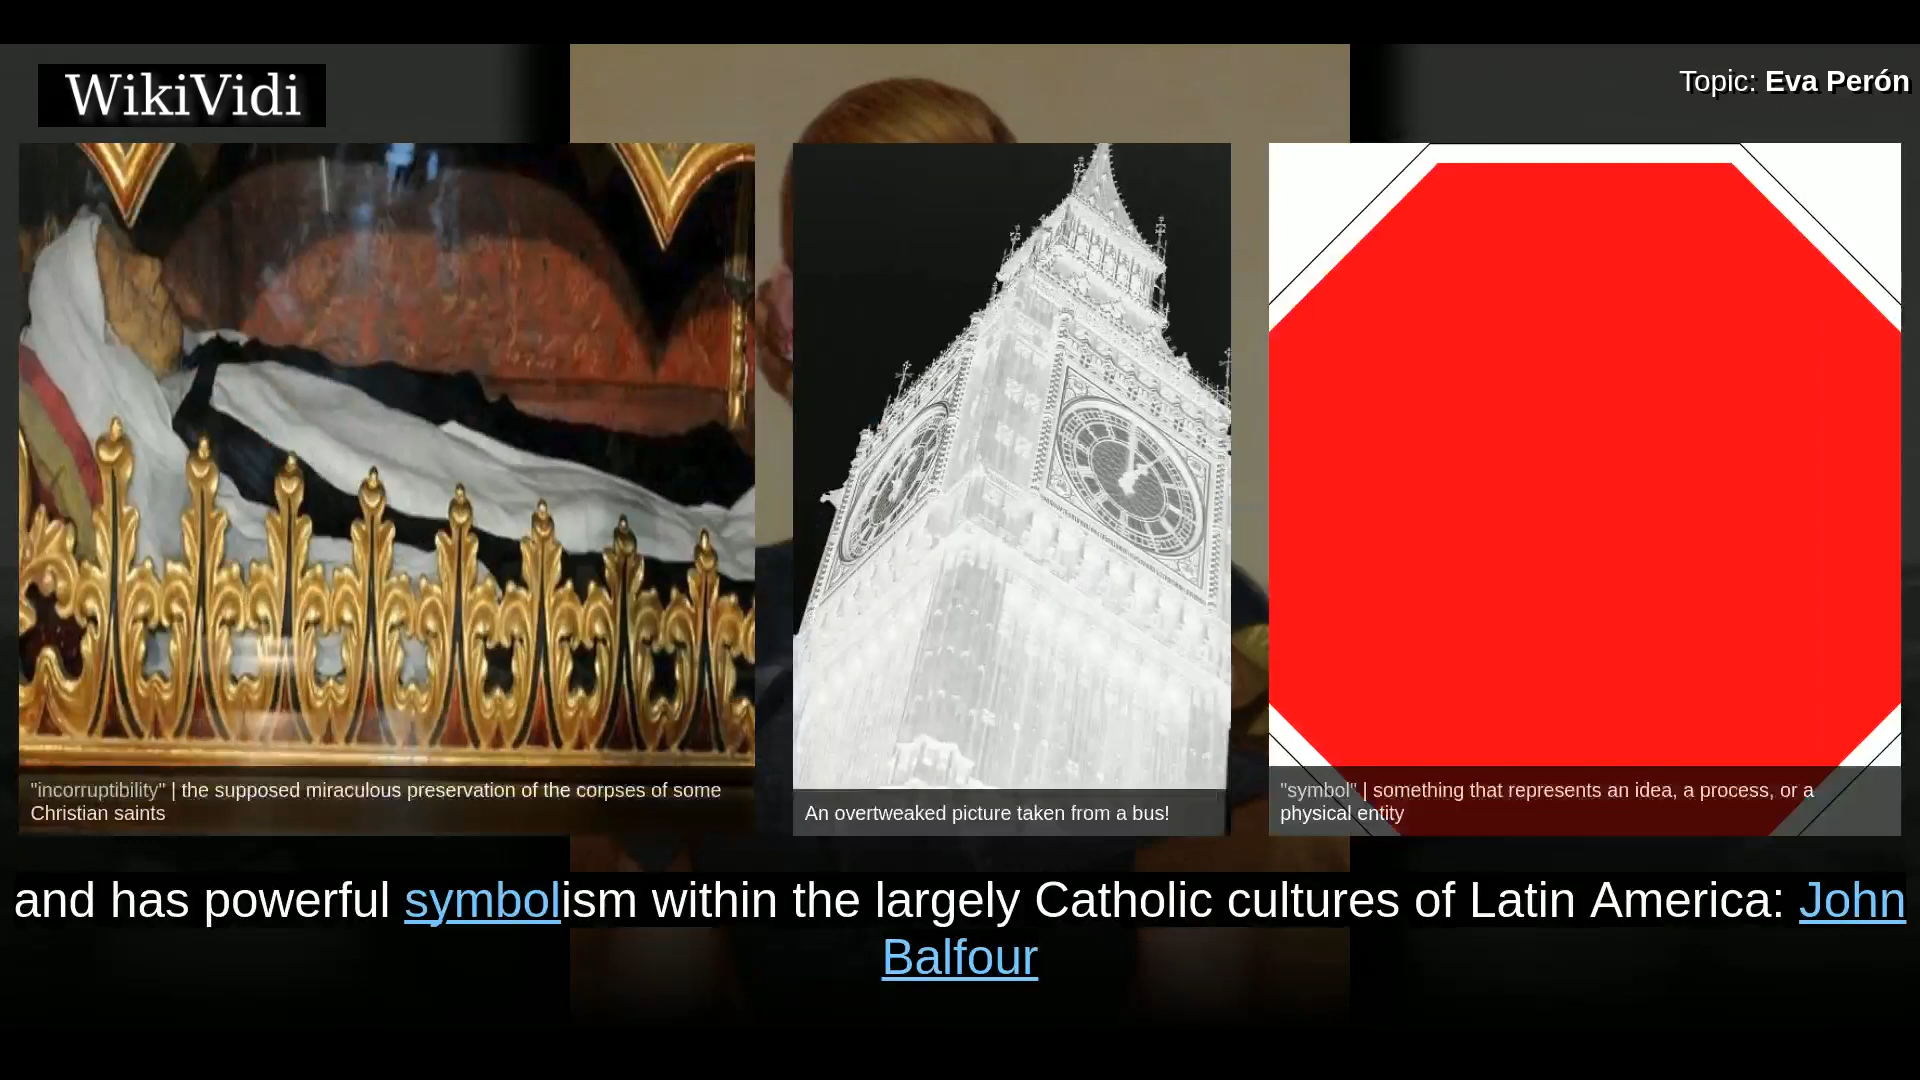 WikiVidi
Topic: Eva Perón
"incorruptibility" | the supposed miraculous preservation of the corpses of some
Christian saints
An overtweaked picture taken from a bus!
"symbol" | something that represents an idea, a process, or a
physical entity
and has powerful symbolism within the largely Catholic cultures of Latin America: John
Balfour